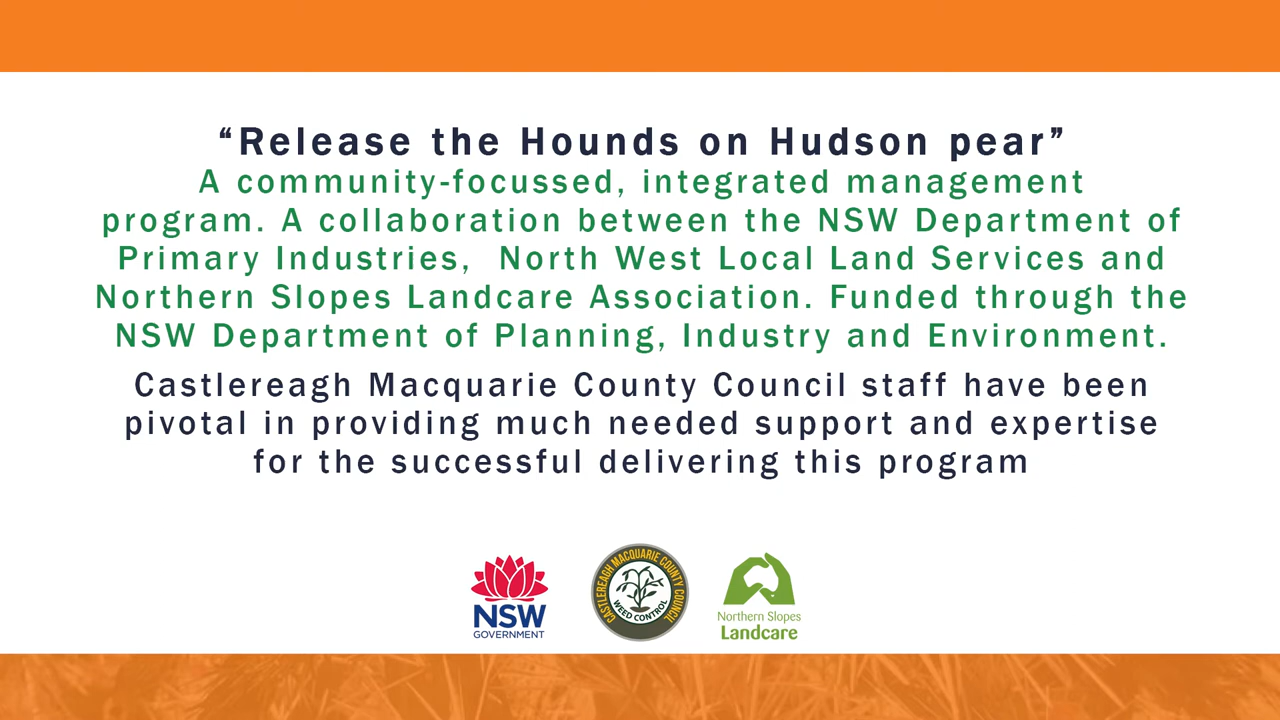 “Release the Hounds on Hudson pear”
A community-focussed, integrated management
program. A collaboration between the NSW Department of
Primary Industries,  North West Local Land Services and
Northern Slopes Landcare Association. Funded through the
NSW Department of Planning, Industry and Environment.
Castlereagh Macquarie County Council staff have been
pivotal in providing much needed support and expertise
for the successful delivering this program
NSW
GOVERNMENT
CASTLEREAGH MACQUARIE COUNTY COUNCIL
WEED CONTROL
Northern Slopes
Landcare